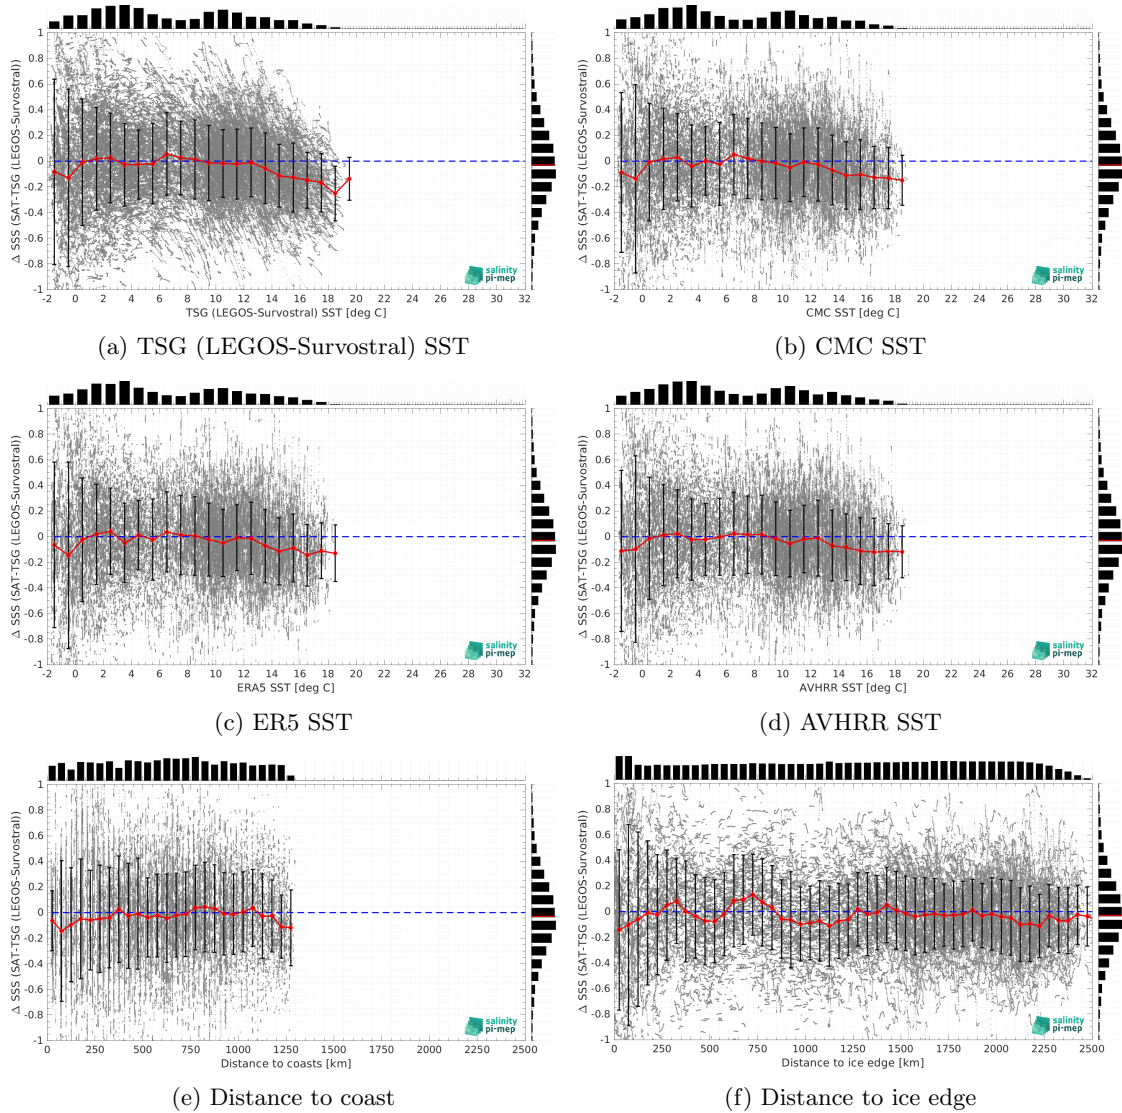 1
0.8
0.6
0.4
0.2
0
-0.2
-0.4
-0.6
-0.8
-1
Δ SSS (SAT-TSG (LEGOS-Survostral))
salinity
pi-mep
-2 0 2 4 6 8 10 12 14 16 18 20 22 24 26 28 30 32
TSG (LEGOS-Survostral) SST [deg C]
(a) TSG (LEGOS-Survostral) SST
1
0.8
0.6
0.4
0.2
0
-0.2
-0.4
-0.6
-0.8
-1
Δ SSS (SAT-TSG (LEGOS-Survostral))
salinity
pi-mep
-2 0 2 4 6 8 10 12 14 16 18 20 22 24 26 28 30 32
CMC SST [deg C]
(b) CMC SST
1
0.8
0.6
0.4
0.2
0
-0.2
-0.4
-0.6
-0.8
-1
Δ SSS (SAT-TSG (LEGOS-Survostral))
salinity
pi-mep
-2 0 2 4 6 8 10 12 14 16 18 20 22 24 26 28 30 32
ERA5 SST [deg C]
(c) ER5 SST
1
0.8
0.6
0.4
0.2
0
-0.2
-0.4
-0.6
-0.8
-1
Δ SSS (SAT-TSG (LEGOS-Survostral))
salinity
pi-mep
-2 0 2 4 6 8 10 12 14 16 18 20 22 24 26 28 30 32
AVHRR SST [deg C]
(d) AVHRR SST
1
0.8
0.6
0.4
0.2
0
-0.2
-0.4
-0.6
-0.8
-1
Δ SSS (SAT-TSG (LEGOS-Survostral))
salinity
pi-mep
0 250 500 750 1000 1250 1500 1750 2000 2250 2500
Distance to coasts [km]
(e) Distance to coast
1
0.8
0.6
0.4
0.2
0
-0.2
-0.4
-0.6
-0.8
-1
Δ SSS (SAT-TSG (LEGOS-Survostral))
salinity
pi-mep
0 250 500 750 1000 1250 1500 1750 2000 2250 2500
Distance to ice edge [km]
(f) Distance to ice edge